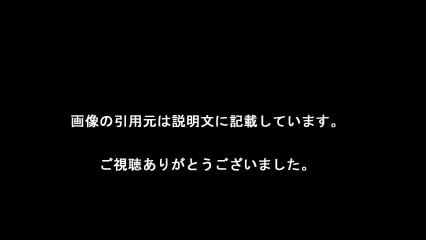 画像の引用元は説明文に記載しています。
ご視聴ありがとうございました。